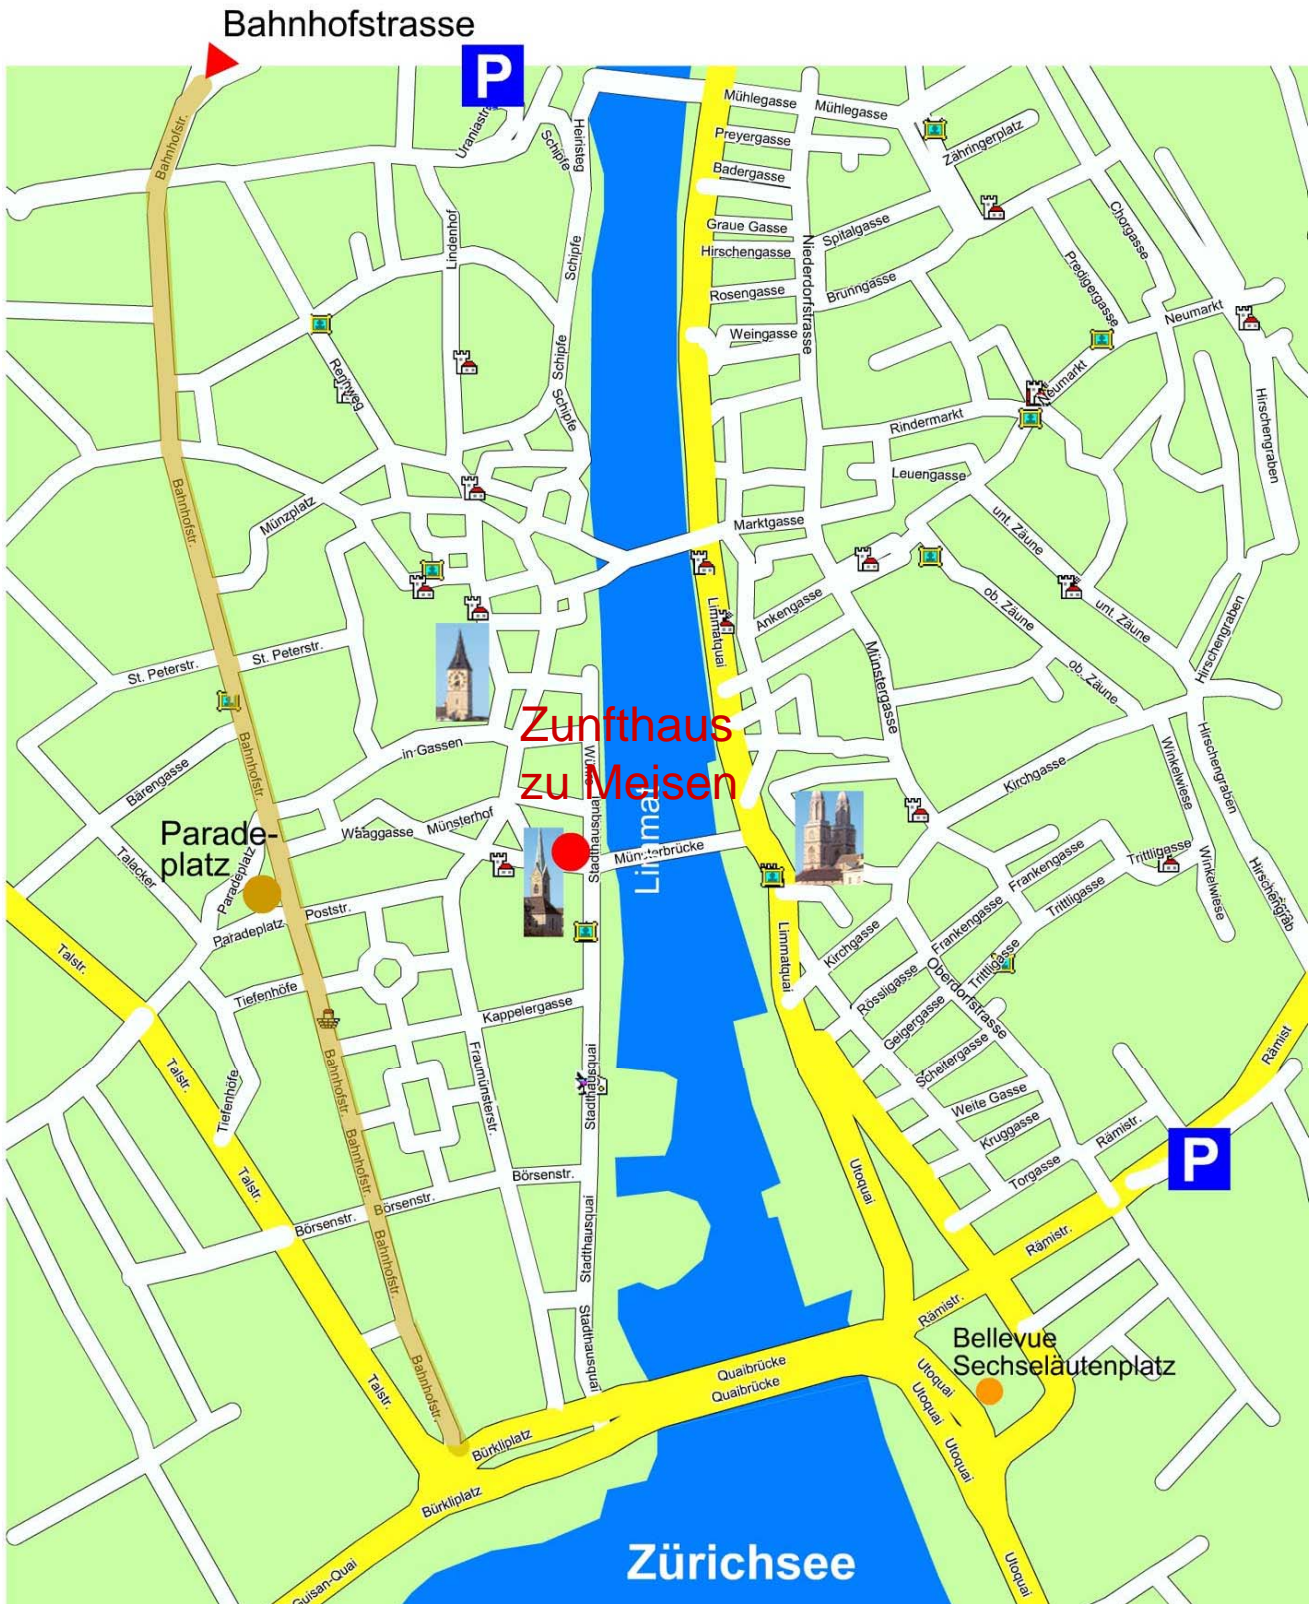 Bahnhofstrasse
P
Bahnhofstr.
Schipfe
Heiristeg
Mühlegasse
Mühlegasse
Preyergasse
Zähringerplatz
Badergasse
Lindenhof
Schipfe
Graue Gasse
Hirschengasse
Niederdorfstrasse
Spitalgasse
Chorgasse
Rosengasse
Brunngasse
Predigergasse
Neumarkt
Weingasse
Rennweg
Schipfe
Schipfe
Neumarkt
Rindermarkt
Hirschengraben
Leuengasse
Bahnhofstr.
Münzplatz
Marktgasse
unt. Zäune
Ankengasse
ob. Zäune
unt. Zäune
Limmatquai
Hirschengraben
St. Peterstr.
St. Peterstr.
Münstergasse
ob. Zäune
Zunfthaus
zu Meisen
in Gassen
Bahnhofstr.
Bärengasse
Kirchgasse
Winkelwiese
Hirschengraben
Stadthausquai
Limmat
Waaggasse
Münsterhof
Münsterbrücke
Parade-
platz
Talacker
Paradeplatz
Paradeplatz
Poststr.
Frankengasse
Trittligasse
Winkelwiese
Trittligasse
Frankengasse
Kirchgasse
Limmatquai
Talstr.
Tiefenhöfe
Kappelergasse
Rössligasse
Oberdorfstrasse
Trittligasse
Geigergasse
Scheitergasse
Rämist
Talstr.
Tiefenhöfe
Bahnhofstr.
Fraumünsterstr.
Stadthausquai
Weite Gasse
Kruggasse
Rämistr.
P
Torgasse
Utoquai
Talstr.
Bahnhofstr.
Börsenstr.
Börsenstr.
Börsenstr.
Stadthausquai
Rämistr.
Bahnhofstr.
Rämistr.
Stadthausquai
Bellevue
Sechseläutenplatz
Talstr.
Bahnhofstr.
Quaibrücke
Quaibrücke
Utoquai
Utoquai
Utoquai
Bürkliplatz
Bürkliplatz
Zürichsee
Guisan-Quai
Utoquai